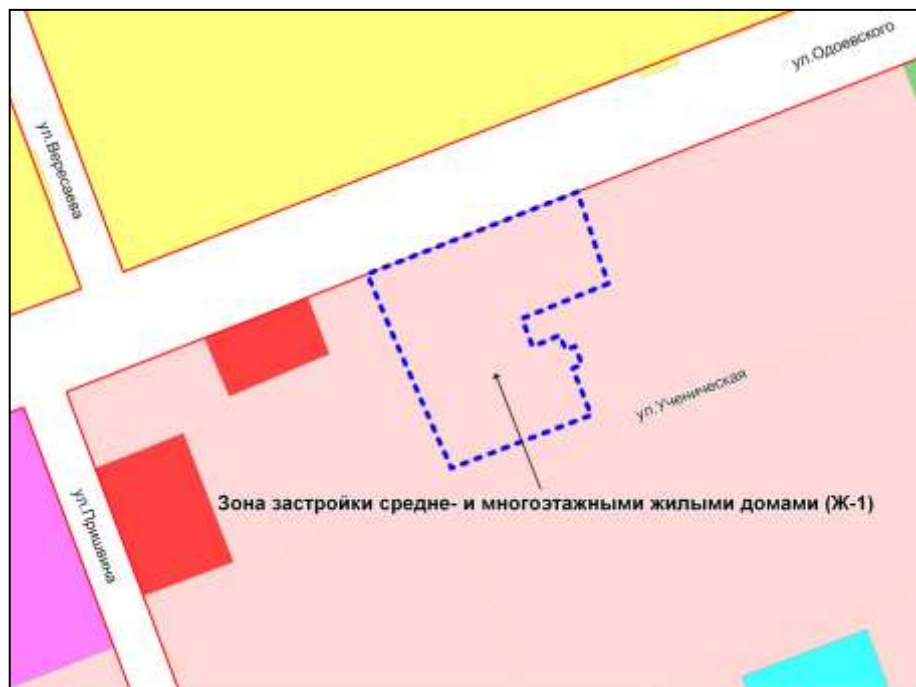 ул.Одоевского
ул.Вересаева
ул.Ученическая
Зона застройки средне- и многоэтажными жилыми домами (Ж-1)
ул.Пришвина